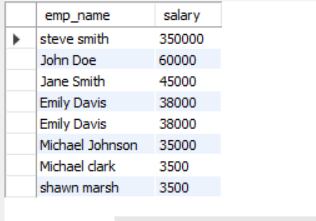 emp_name salary
steve smith 350000
John Doe 60000
Jane Smith 45000
Emily Davis 38000
Emily Davis 38000
Michael Johnson 35000
Michael clark 3500
shawn marsh 3500